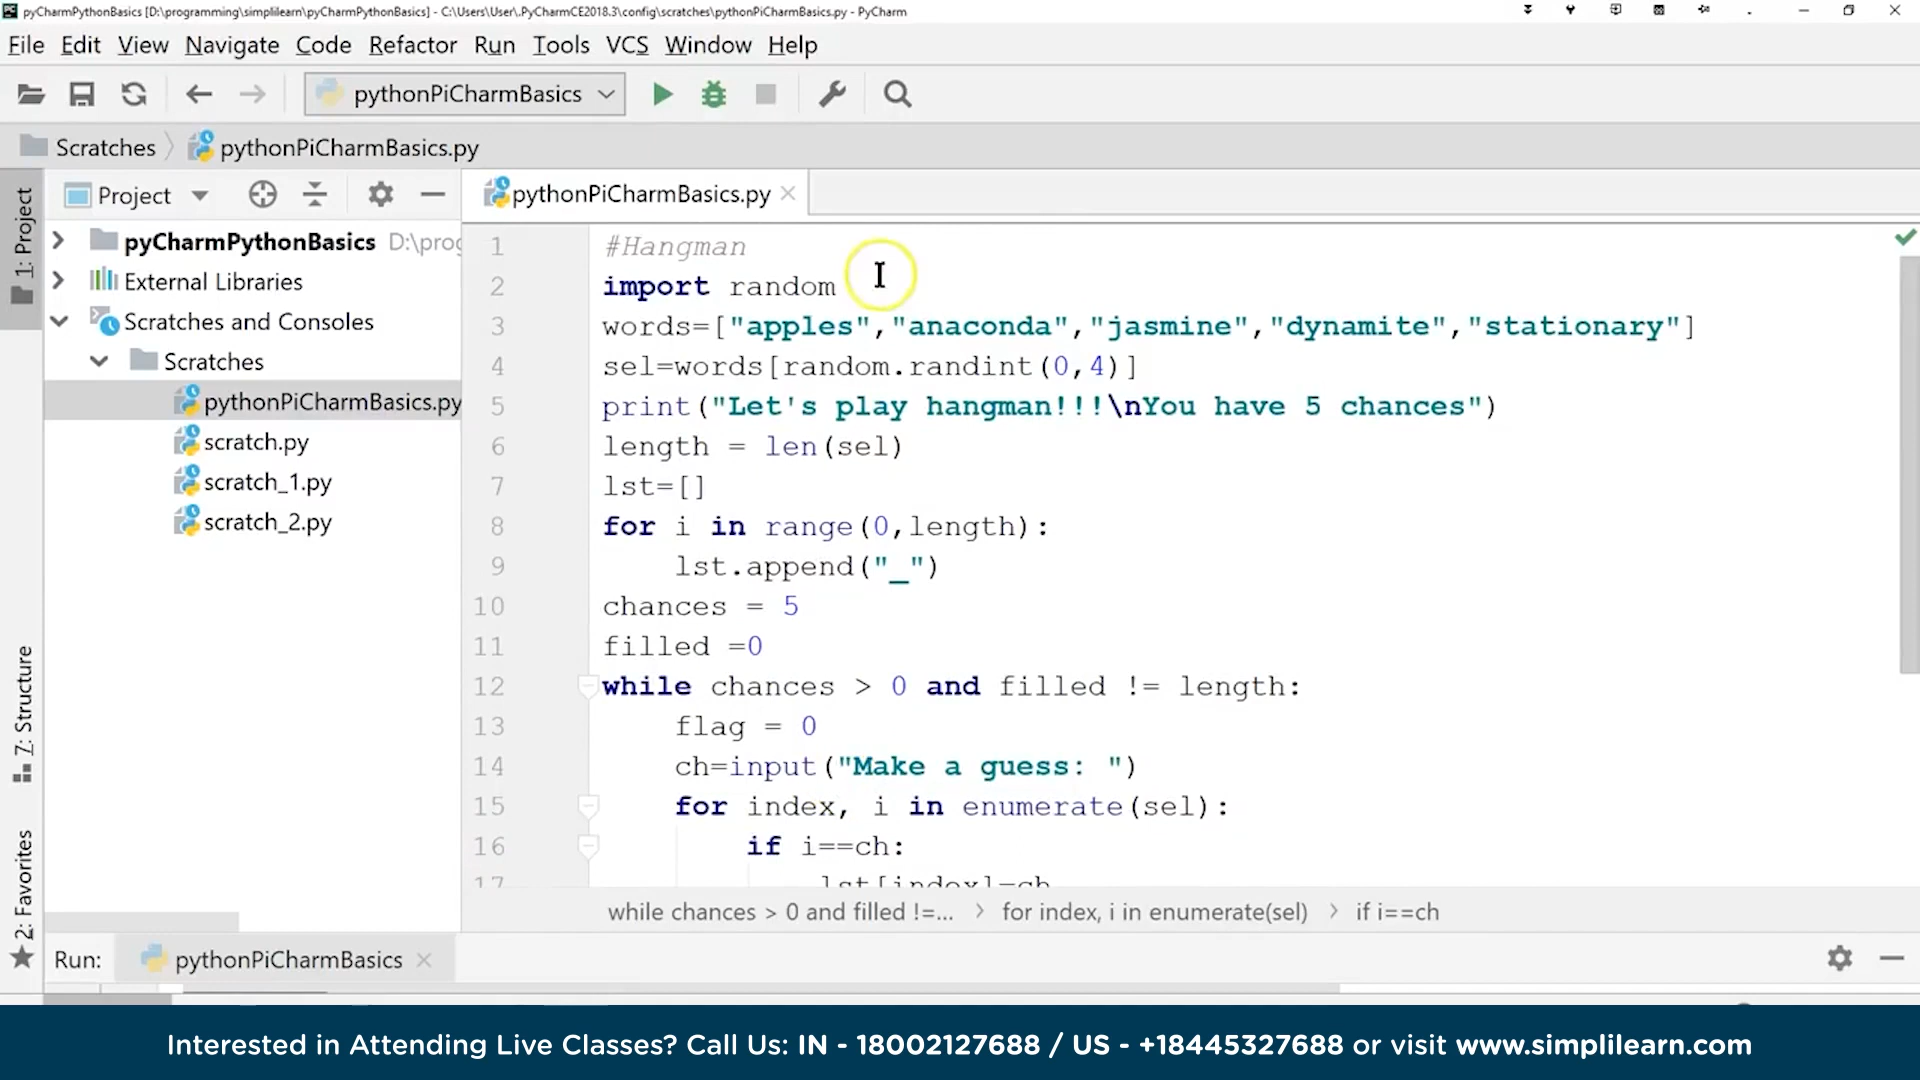 pyCharmPythonBasics [D:\programming\simplilearn\pyCharmPythonBasics] - C:\Users\User\.PyCharmCE2018.3\config\scratches\pythonPiCharmBasics.py - PyCharm
File Edit View Navigate Code Refactor Run Tools VCS Window Help
pythonPiCharmBasics
Scratches pythonPiCharmBasics.py
1: Project
7: Structure
2: Favorites
Project
pyCharmPythonBasics D:\prog
External Libraries
Scratches and Consoles
Scratches
pythonPiCharmBasics.py
scratch.py
scratch_1.py
scratch_2.py
pythonPiCharmBasics.py
1 #Hangman
2 import random
3 words=["apples","anaconda","jasmine","dynamite","stationary"]
4 sel=words[random.randint(0,4)]
5 print("Let's play hangman!!!\nYou have 5 chances")
6 length = len(sel)
7 lst=[]
8 for i in range(0,length):
9 lst.append("_")
10 chances = 5
11 filled =0
12 while chances > 0 and filled != length:
13 flag = 0
14 ch=input("Make a guess: ")
15 for index, i in enumerate(sel):
16 if i==ch:
17 lst[index]=ch
while chances > 0 and filled !=... for index, i in enumerate(sel) if i==ch
Run: pythonPiCharmBasics
Interested in Attending Live Classes? Call Us: IN - 18002127688 / US - +18445327688 or visit www.simplilearn.com